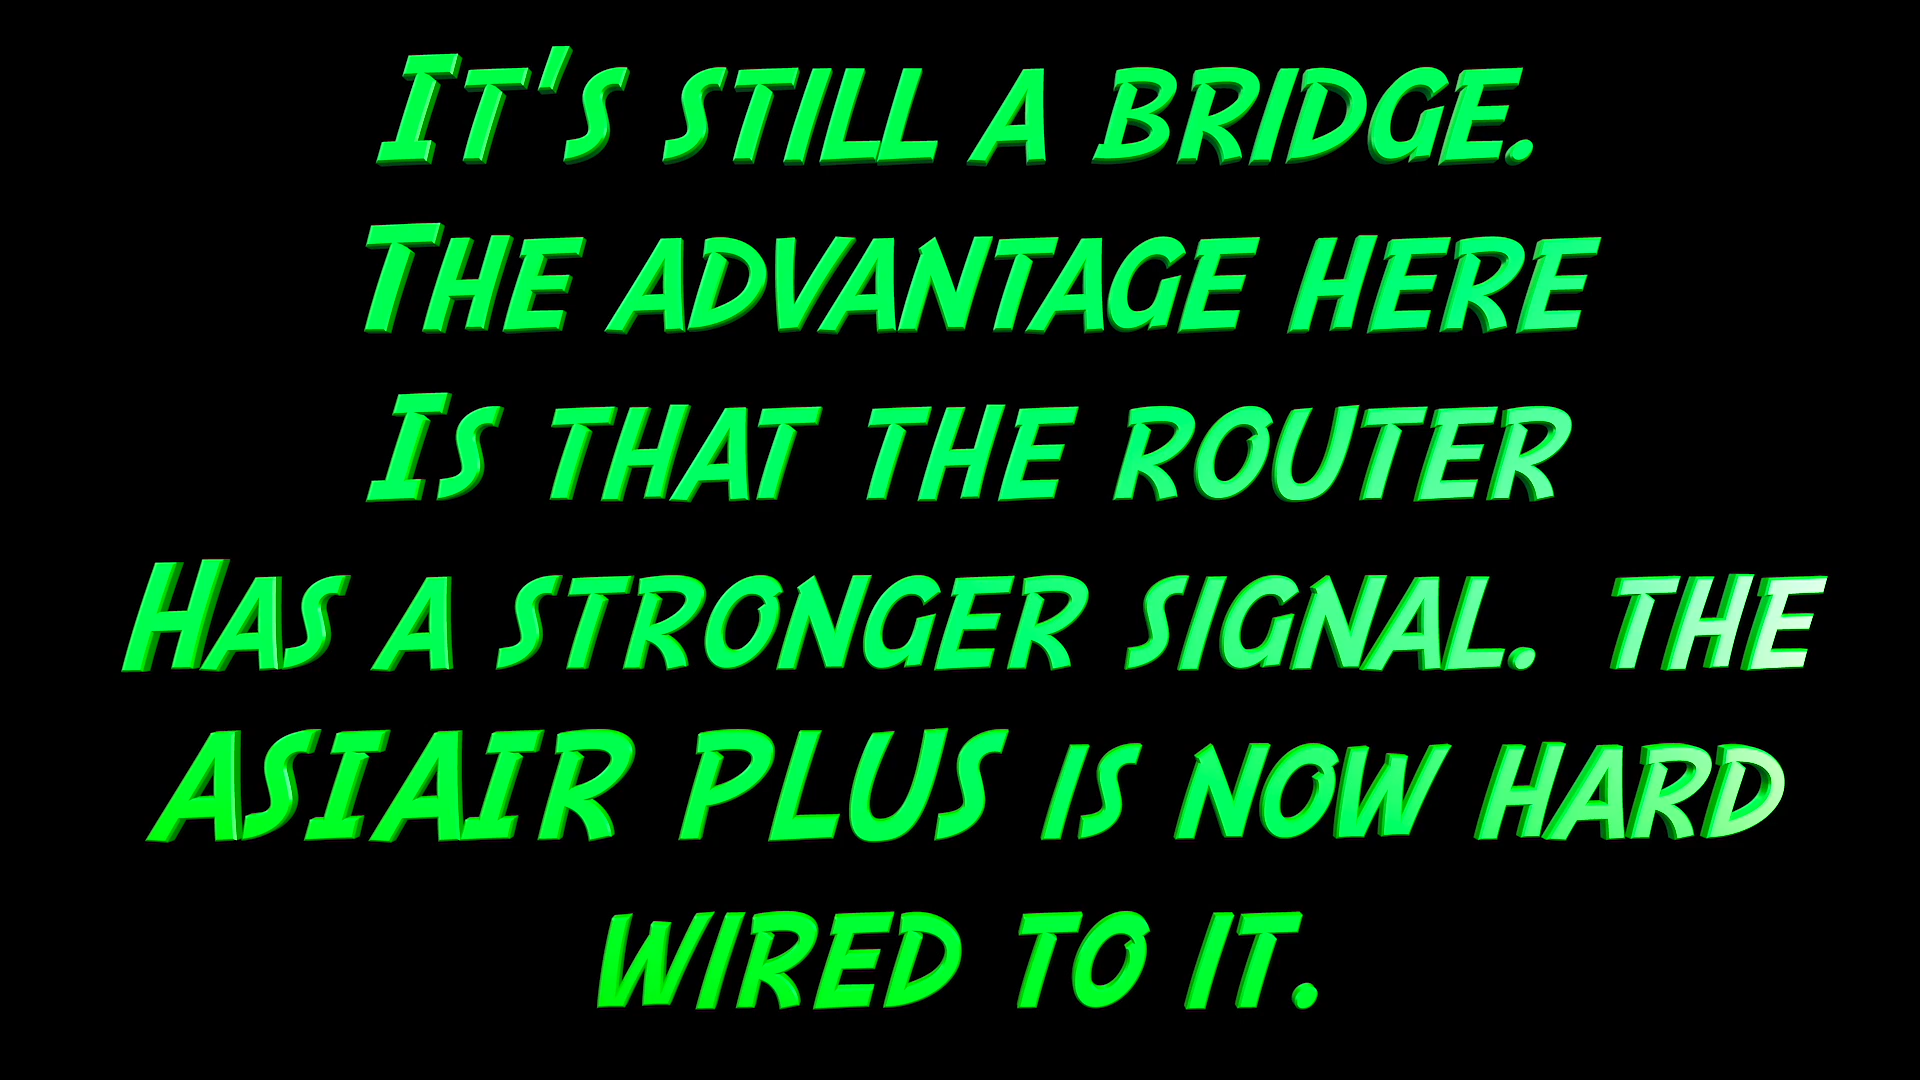 It's still a bridge.
The advantage here
Is that the router
Has a stronger signal. the
ASIAIR PLUS is now hard
wired to it.